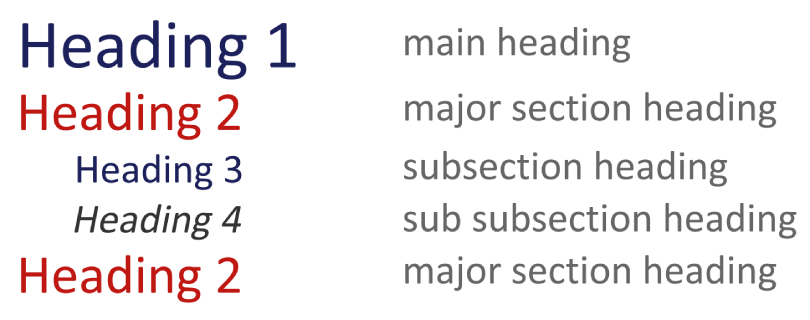 Heading 1 main heading
Heading 2 major section heading
Heading 3 subsection heading
Heading 4 sub subsection heading
Heading 2 major section heading